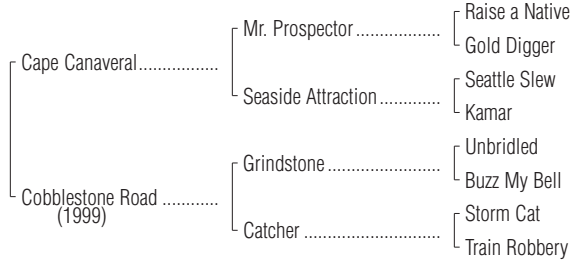 Raise a Native
Mr. Prospector ..................
Gold Digger
Cape Canaveral.................
Seattle Slew
Seaside Attraction.............
Kamar
Unbridled
Grindstone ........................
Buzz My Bell
Cobblestone Road ............
(1999)
Storm Cat
Catcher .............................
Train Robbery